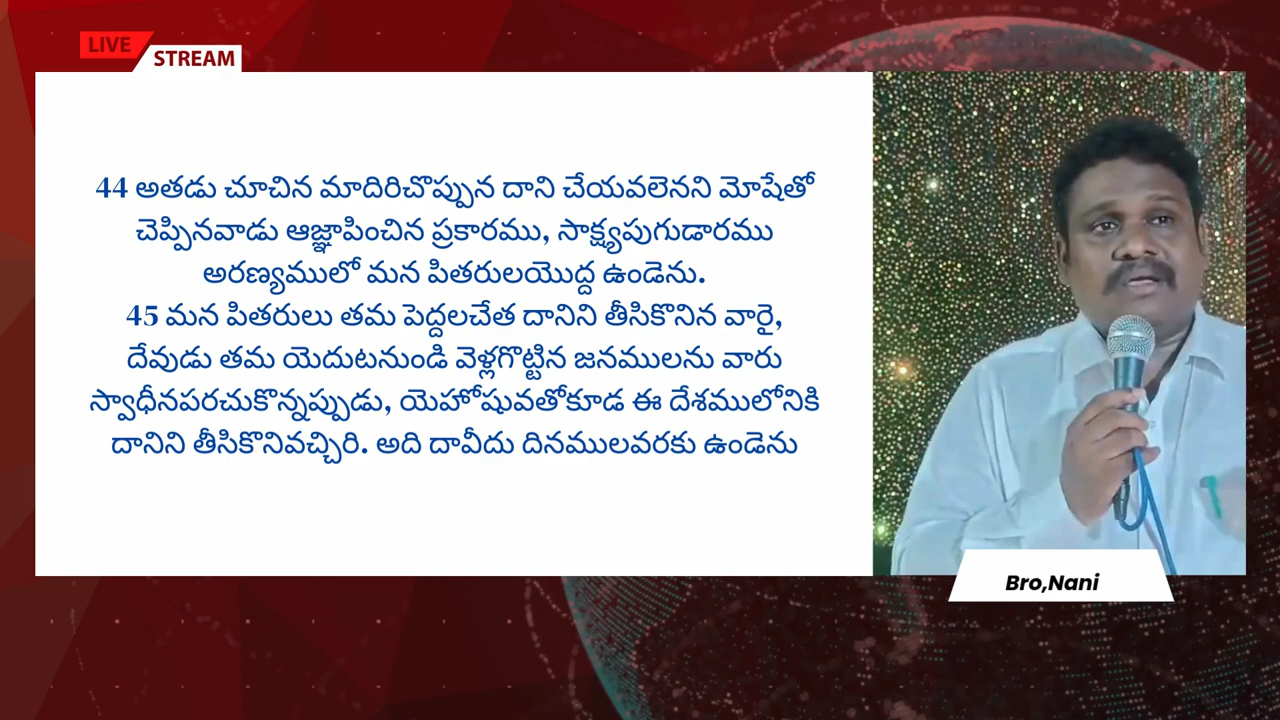 LIVE
STREAM
44 అతడు చూచిన మాదిరిచొప్పున దాని చేయవలెనని మోషేతో
చెప్పినవాడు ఆజ్ఞాపించిన ప్రకారము, సాక్ష్యపుగుడారము
అరణ్యములో మన పితరులయొద్ద ఉండెను.
45 మన పితరులు తమ పెద్దలచేత దానిని తీసికొనిన వారై,
దేవుడు తమ యెదుటనుండి వెళ్లగొట్టిన జనములను వారు
స్వాధీనపరచుకొన్నప్పుడు, యెహోషువతోకూడ ఈ దేశములోనికి
దానిని తీసికొనివచ్చిరి. అది దావీదు దినములవరకు ఉండెను
Bro,Nani